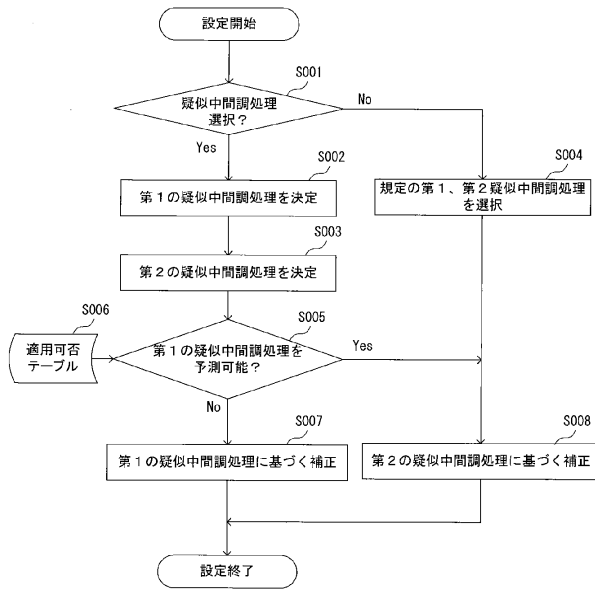 設定開始
S001
疑似中間調処理
選択？
No
Yes
S002
第１の疑似中間調処理を決定
S004
規定の第１、第２疑似中間調処理
を選択
S003
第２の疑似中間調処理を決定
S006
適用可否
テーブル
S005
第１の疑似中間調処理を
予測可能？
Yes
No
S007
第１の疑似中間調処理に基づく補正
S008
第２の疑似中間調処理に基づく補正
設定終了